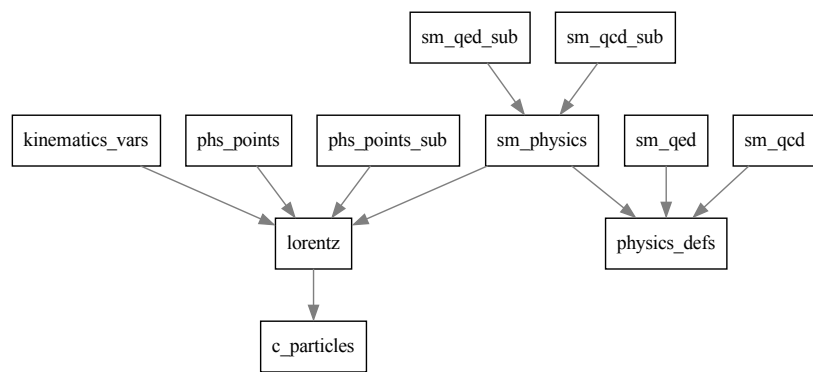 sm_qed_sub
sm_qcd_sub
kinematics_vars
phs_points
phs_points_sub
sm_physics
sm_qed
sm_qcd
lorentz
physics_defs
c_particles